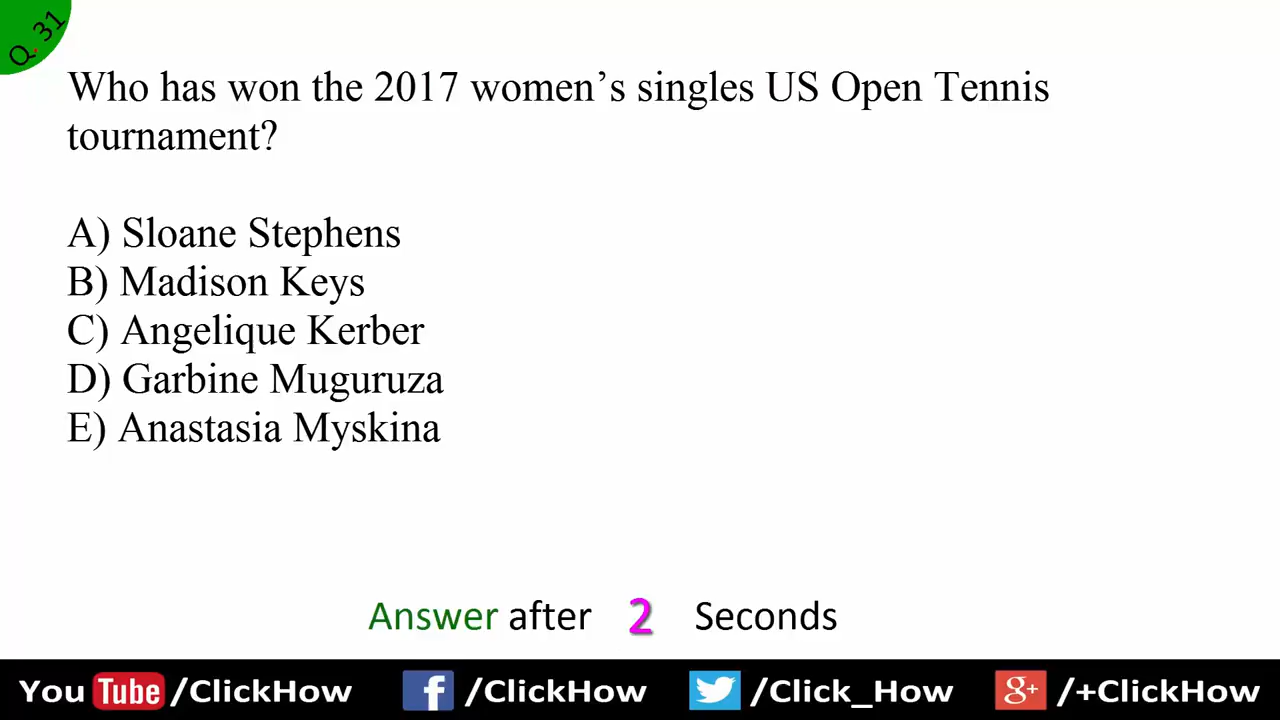 Q. 31
Who has won the 2017 women’s singles US Open Tennis
tournament?
A) Sloane Stephens
B) Madison Keys
C) Angelique Kerber
D) Garbine Muguruza
E) Anastasia Myskina
Answer after 2 Seconds
You Tube /ClickHow f /ClickHow /Click_How g+ /+ClickHow